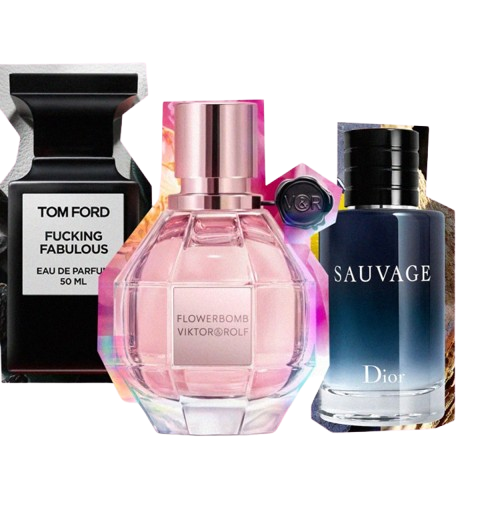 TOM FORD
FUCKING
FABULOUS
EAU DE PARFUM
50 ML
V&R
FLOWERBOMB
VIKTOR&ROLF
SAUVAGE
Dior